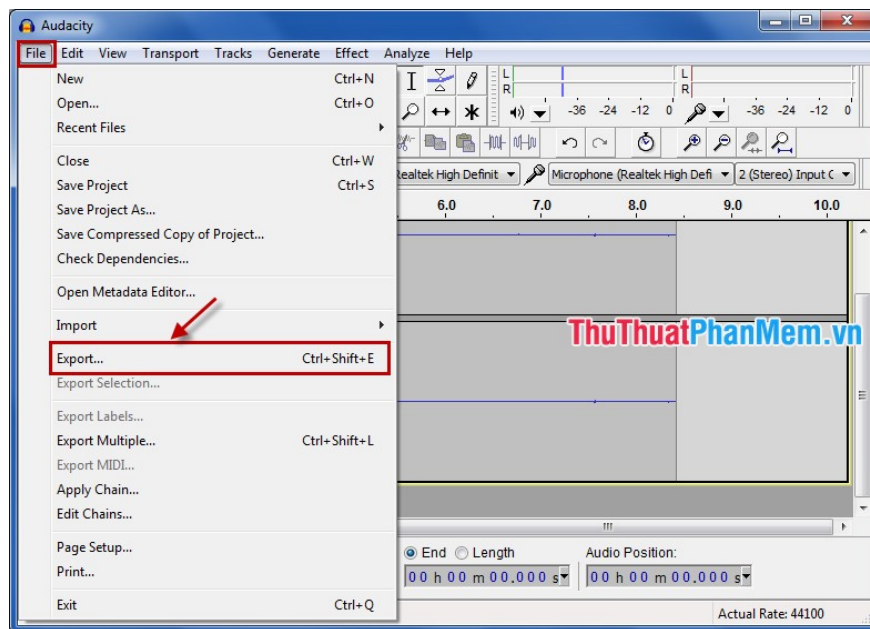 Audacity
File Edit View Transport Tracks Generate Effect Analyze Help
New Ctrl+N
Open... Ctrl+O
Recent Files
Close Ctrl+W
Save Project Ctrl+S
Save Project As...
Save Compressed Copy of Project...
Check Dependencies...
Open Metadata Editor...
Import
Export... Ctrl+Shift+E
Export Selection...
Export Labels...
Export Multiple... Ctrl+Shift+L
Export MIDI...
Apply Chain...
Edit Chains...
Page Setup...
Print...
Exit Ctrl+Q
L L
R R
-36 -24 -12 0 -36 -24 -12 0
High Definit Microphone (Realtek High Defi 2 (Stereo) Input C
6.0 7.0 8.0 9.0 10.0
ThuThuatPhanMem.vn
End Length Audio Position:
00 h 00 m 00.000 s 00 h 00 m 00.000 s
Actual Rate: 44100